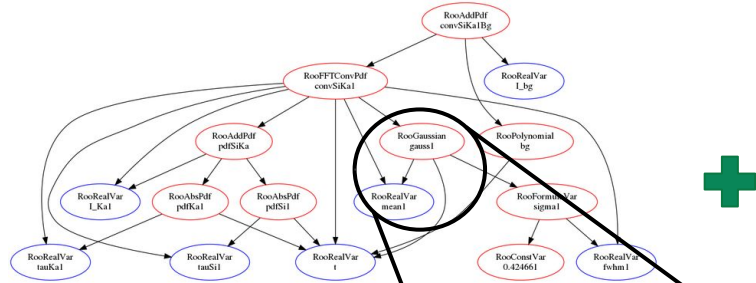 RooAddPdf
convSiKa1Bg
RooFFTConvPdf
convSiKa1
RooRealVar
I_bg
RooAddPdf
pdfSiKa
RooGaussian
gauss1
RooPolynomial
bg
RooRealVar
I_Ka1
RooAbsPdf
pdfKa1
RooAbsPdf
pdfSi1
RooRealVar
mean1
RooFormulaVar
sigma1
RooRealVar
tauKa1
RooRealVar
tauSi1
RooRealVar
t
RooConstVar
0.424661
RooRealVar
fwhm1